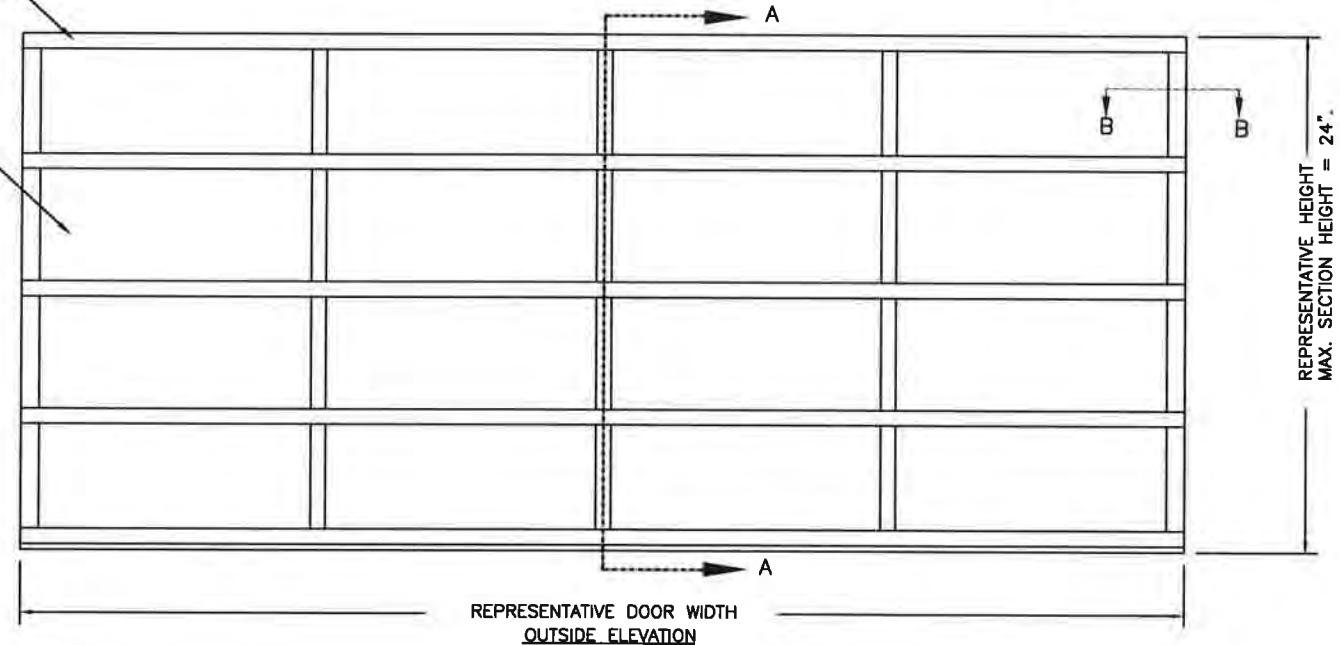 A
B
B
REPRESENTATIVE HEIGHT
MAX. SECTION HEIGHT = 24".
A
REPRESENTATIVE DOOR WIDTH
OUTSIDE ELEVATION